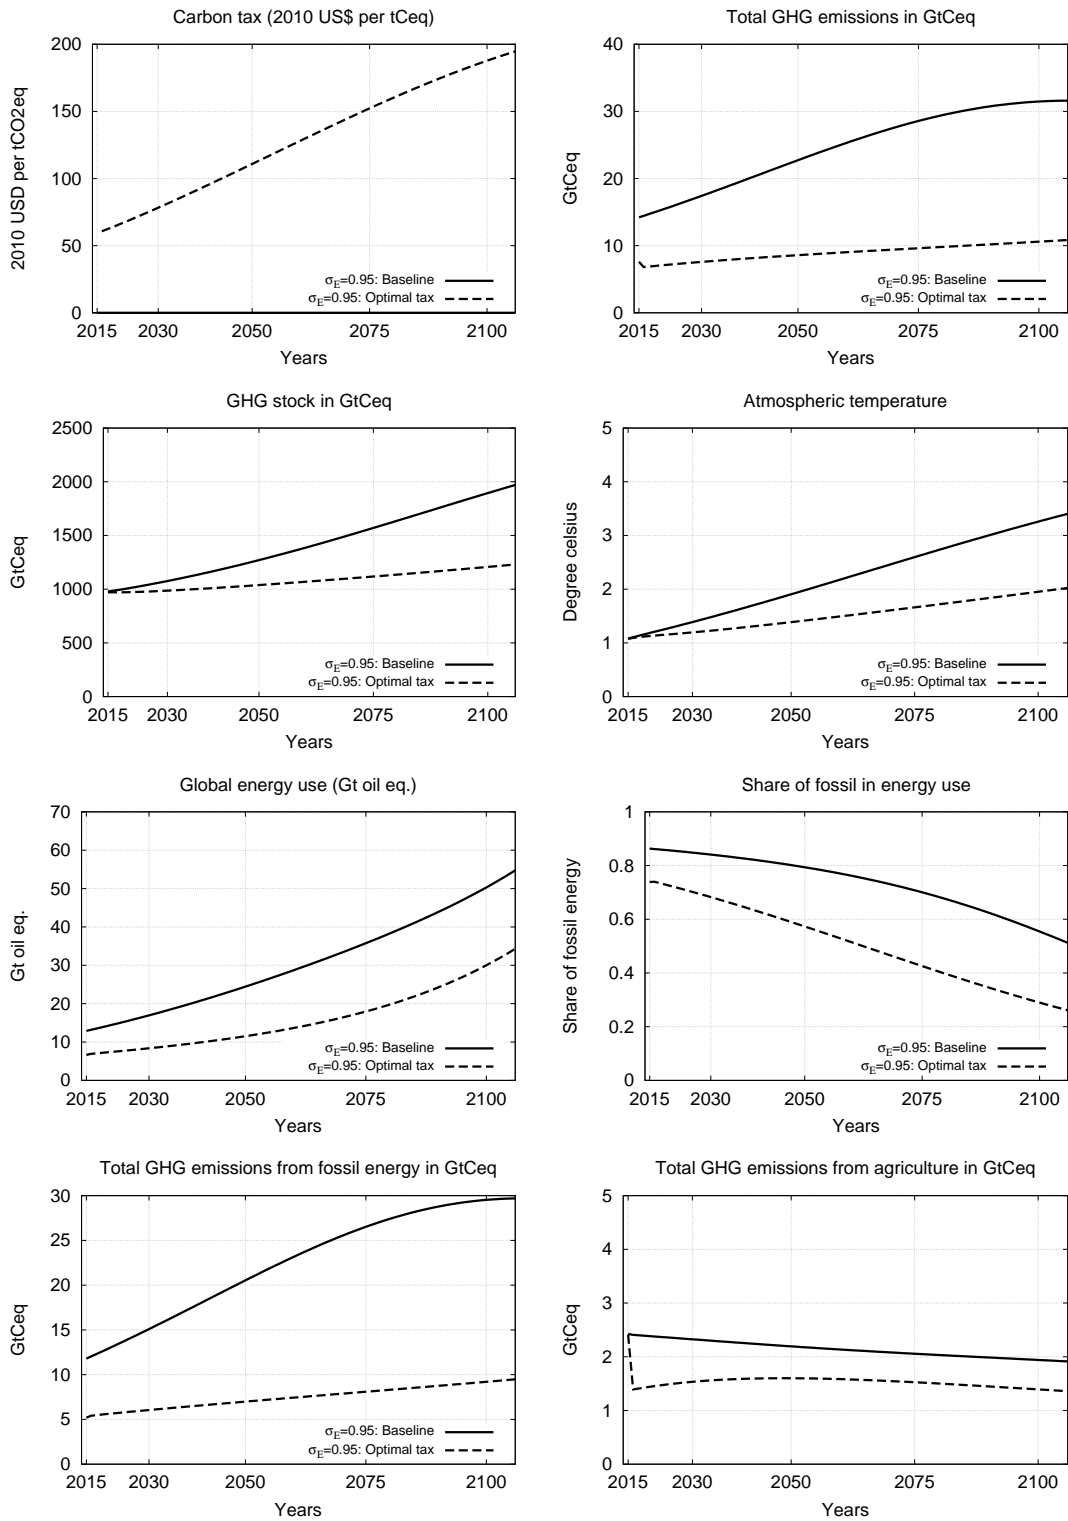 Carbon tax (2010 US$ per tCeq)
200
150
100
50
0
2010 USD per tCO2eq
σE=0.95: Baseline
σE=0.95: Optimal tax
2015 2030 2050 2075 2100
Years
Total GHG emissions in GtCeq
40
30
20
10
0
GtCeq
σE=0.95: Baseline
σE=0.95: Optimal tax
2015 2030 2050 2075 2100
Years
GHG stock in GtCeq
2500
2000
1500
1000
500
0
GtCeq
σE=0.95: Baseline
σE=0.95: Optimal tax
2015 2030 2050 2075 2100
Years
Atmospheric temperature
5
4
3
2
1
0
Degree celsius
σE=0.95: Baseline
σE=0.95: Optimal tax
2015 2030 2050 2075 2100
Years
Global energy use (Gt oil eq.)
70
60
50
40
30
20
10
0
Gt oil eq.
σE=0.95: Baseline
σE=0.95: Optimal tax
2015 2030 2050 2075 2100
Years
Share of fossil in energy use
1
0.8
0.6
0.4
0.2
0
Share of fossil energy
σE=0.95: Baseline
σE=0.95: Optimal tax
2015 2030 2050 2075 2100
Years
Total GHG emissions from fossil energy in GtCeq
30
25
20
15
10
5
0
GtCeq
σE=0.95: Baseline
σE=0.95: Optimal tax
2015 2030 2050 2075 2100
Years
Total GHG emissions from agriculture in GtCeq
5
4
3
2
1
0
GtCeq
2015 2030 2050 2075 2100
Years